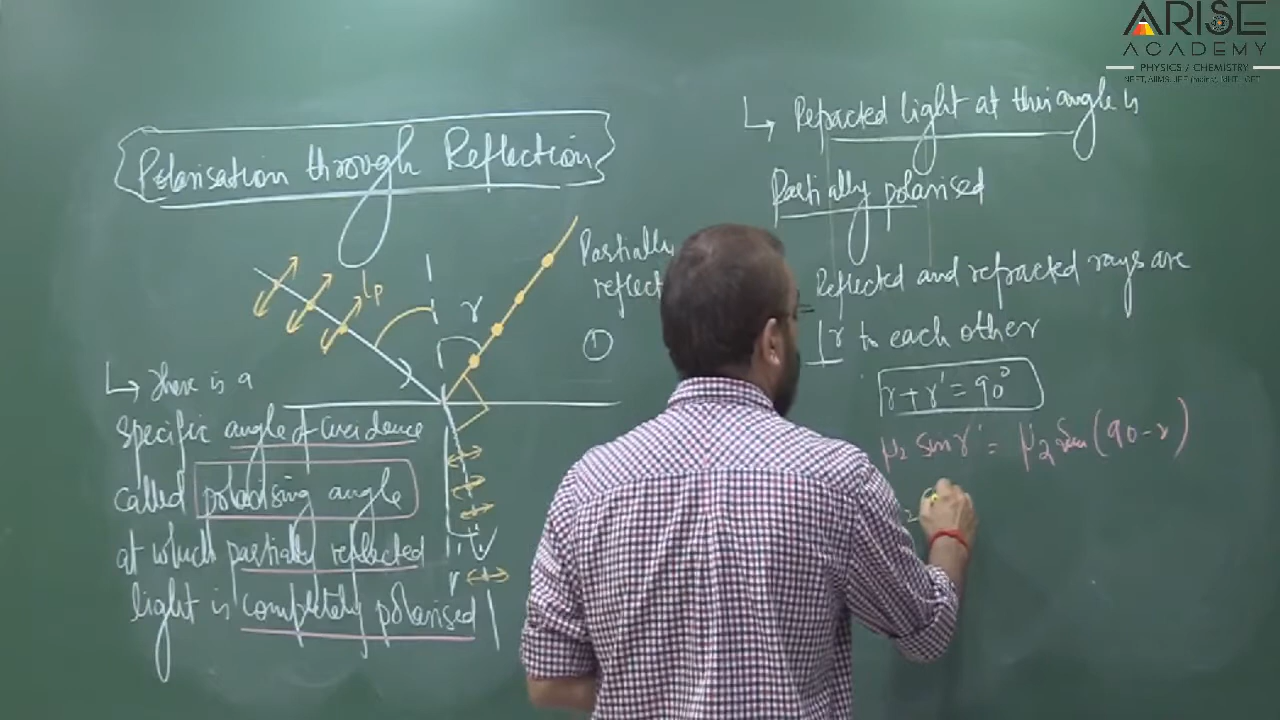 ARISE
ACADEMY
PHYSICS / CHEMISTRY
Polarisation through Reflection
↳ There is a
specific angle of incidence
called polarising angle
at which partially reflected
light is completely polarised
ip
r
r'
Partially
reflect
①
↳ Refracted light at this angle is
Partially polarised
Reflected and refracted rays are
⊥r to each other
r + r' = 90°
μ₂ sin r' = μ₂ sin (90 - r)